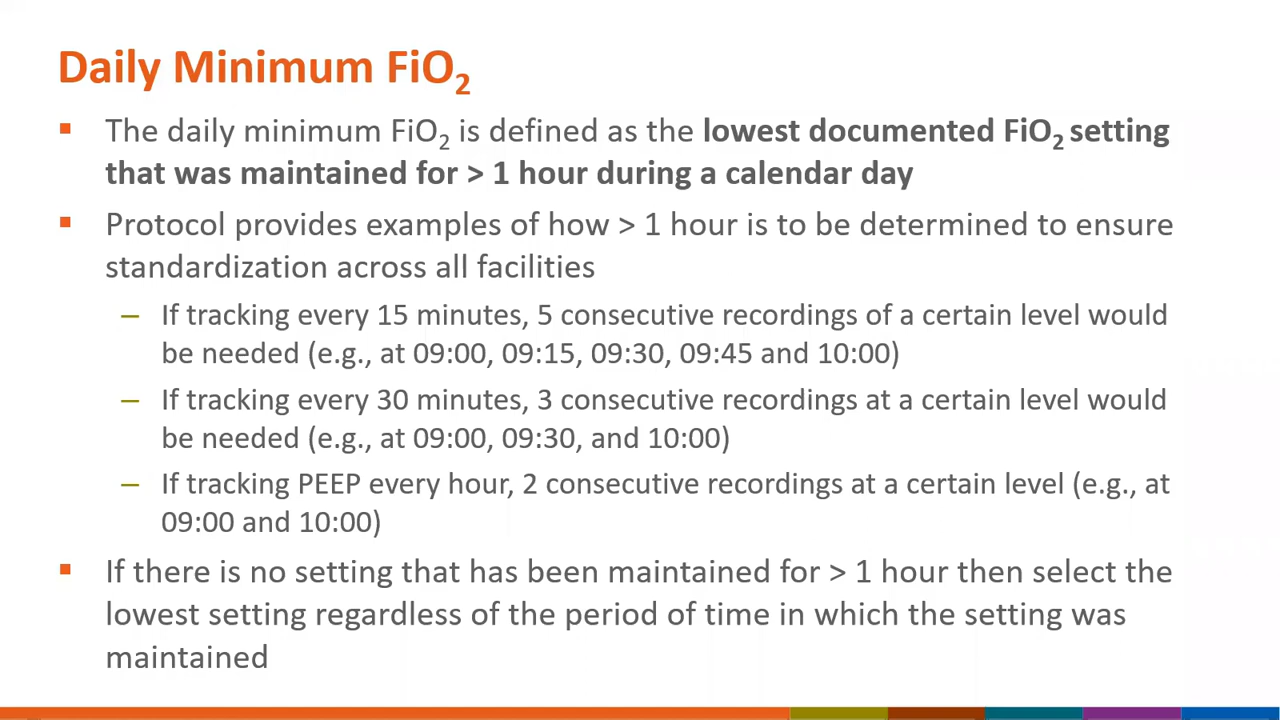 Daily Minimum FiO₂
▪ The daily minimum FiO₂ is defined as the lowest documented FiO₂ setting
that was maintained for > 1 hour during a calendar day
▪ Protocol provides examples of how > 1 hour is to be determined to ensure
standardization across all facilities
– If tracking every 15 minutes, 5 consecutive recordings of a certain level would
be needed (e.g., at 09:00, 09:15, 09:30, 09:45 and 10:00)
– If tracking every 30 minutes, 3 consecutive recordings at a certain level would
be needed (e.g., at 09:00, 09:30, and 10:00)
– If tracking PEEP every hour, 2 consecutive recordings at a certain level (e.g., at
09:00 and 10:00)
▪ If there is no setting that has been maintained for > 1 hour then select the
lowest setting regardless of the period of time in which the setting was
maintained